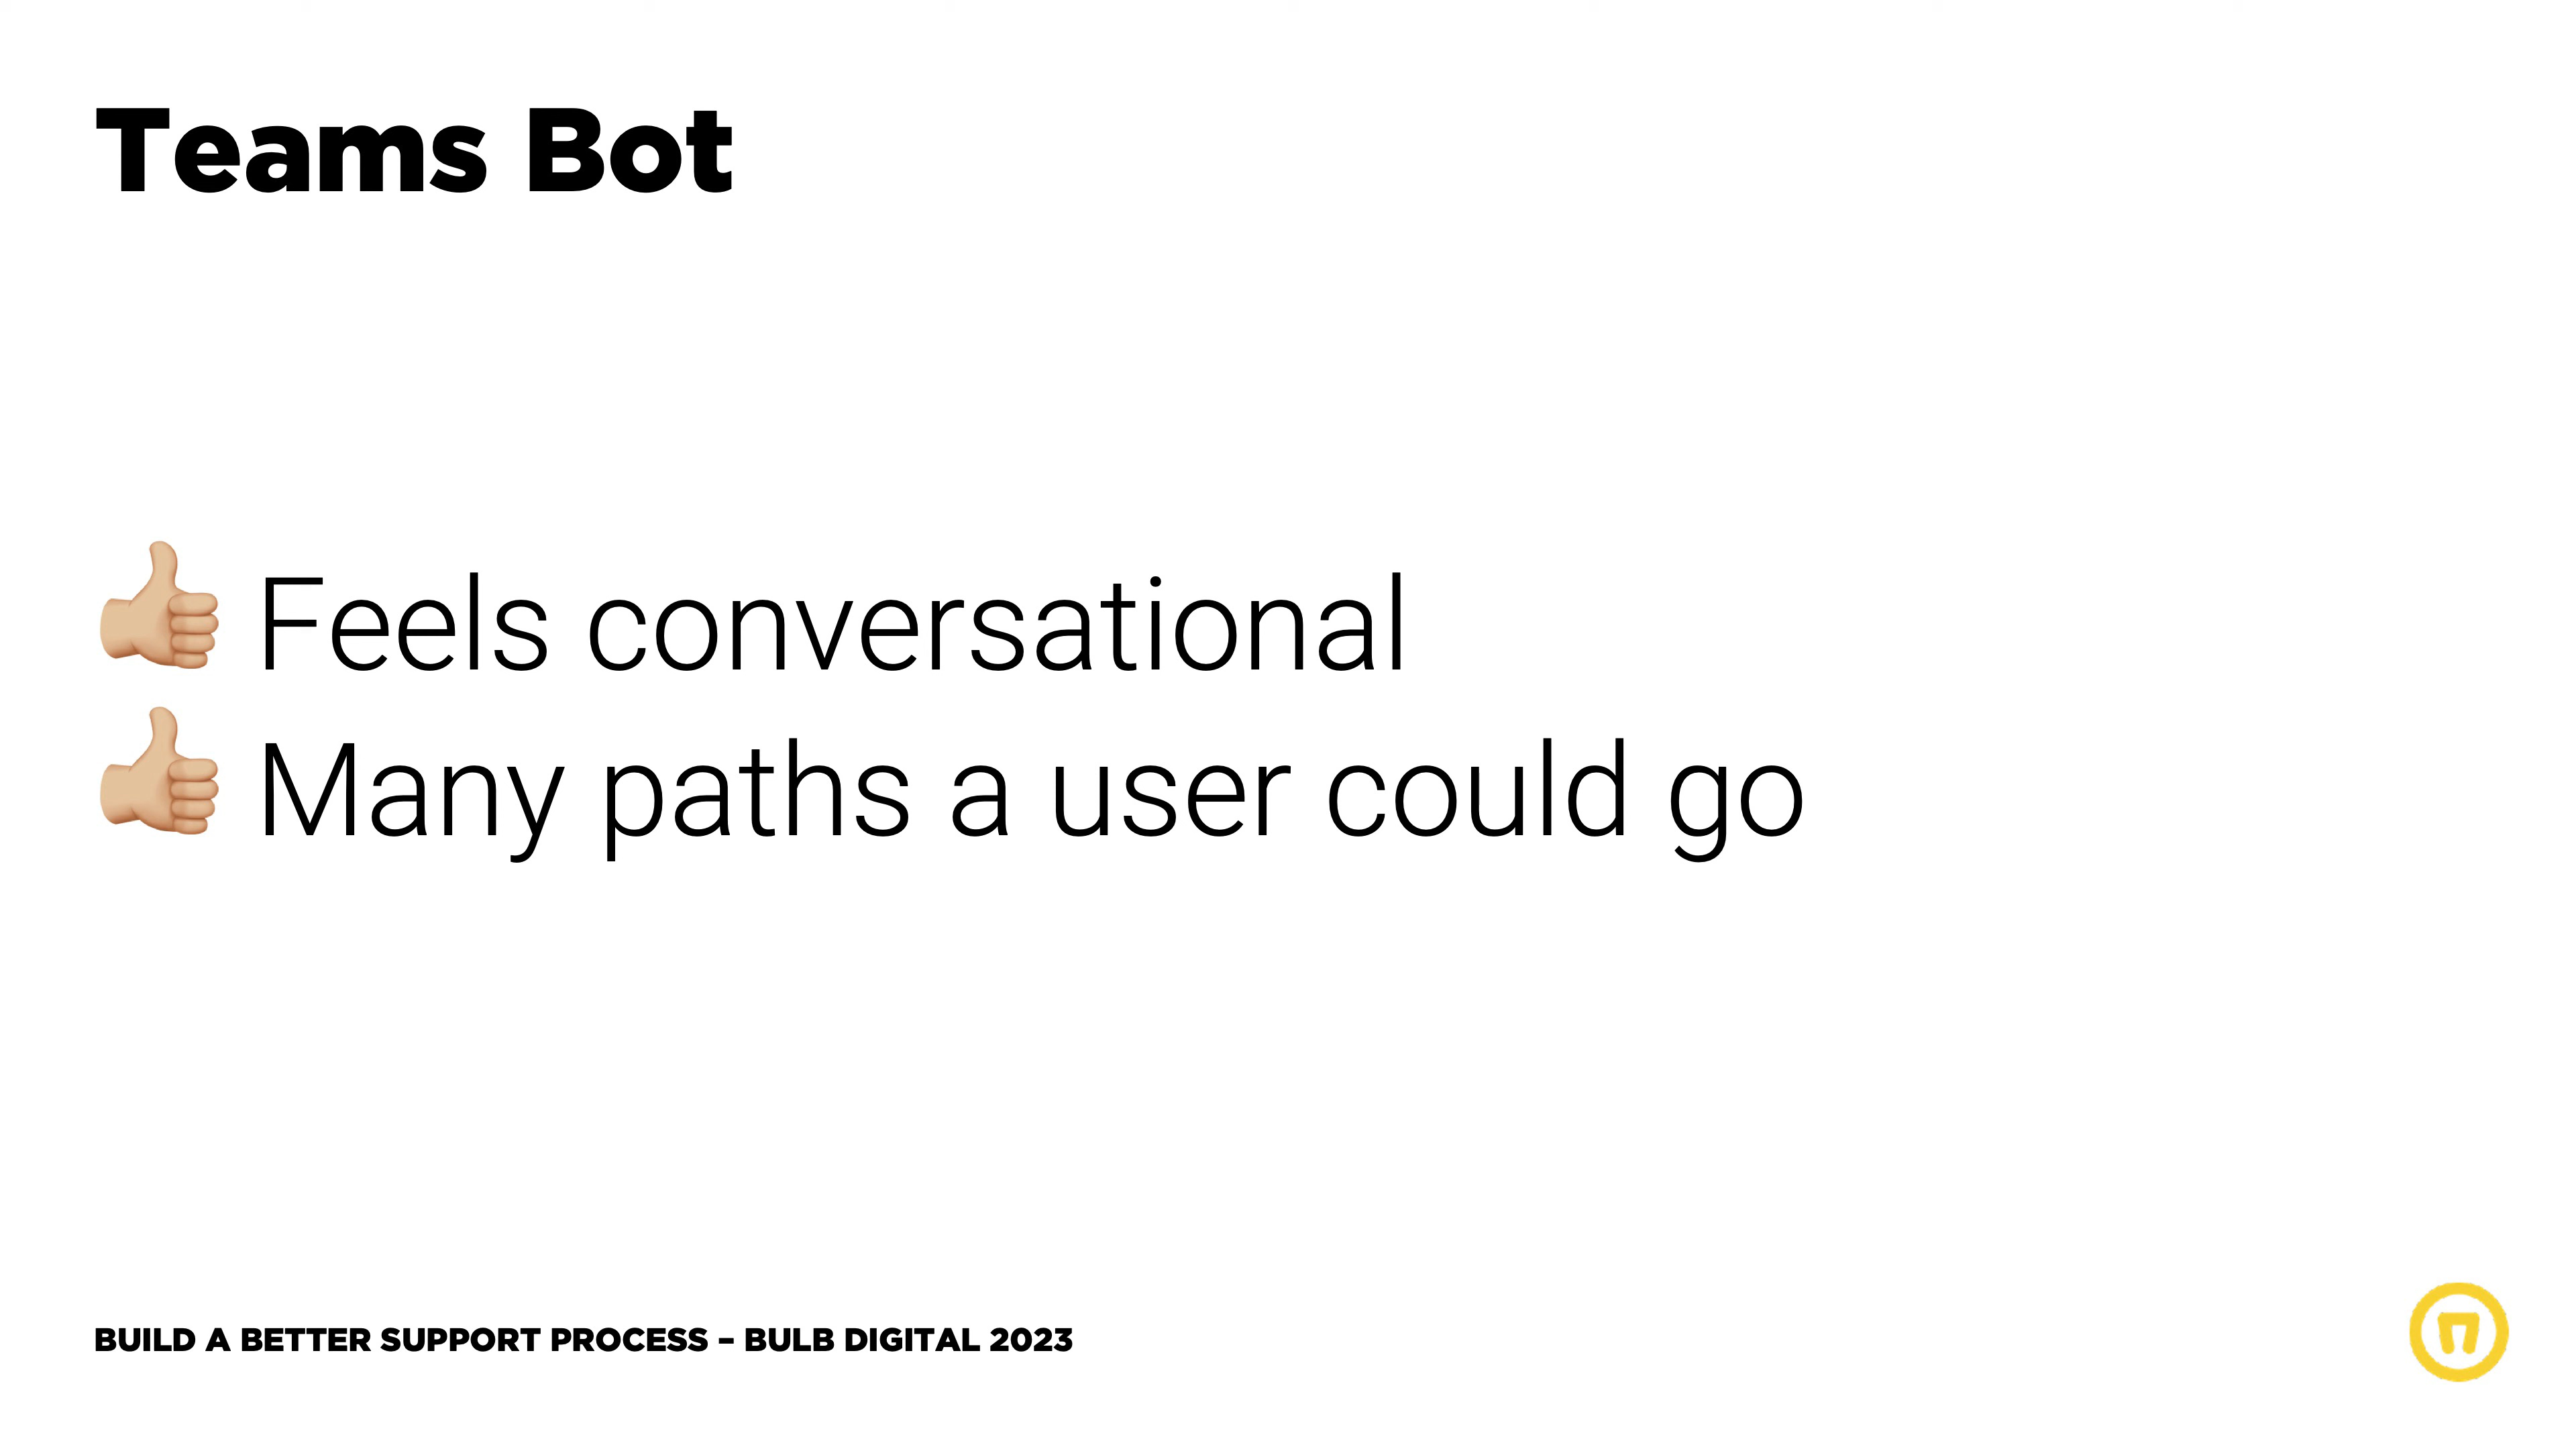 Teams Bot
👍🏼 Feels conversational
👍🏼 Many paths a user could go
BUILD A BETTER SUPPORT PROCESS – BULB DIGITAL 2023